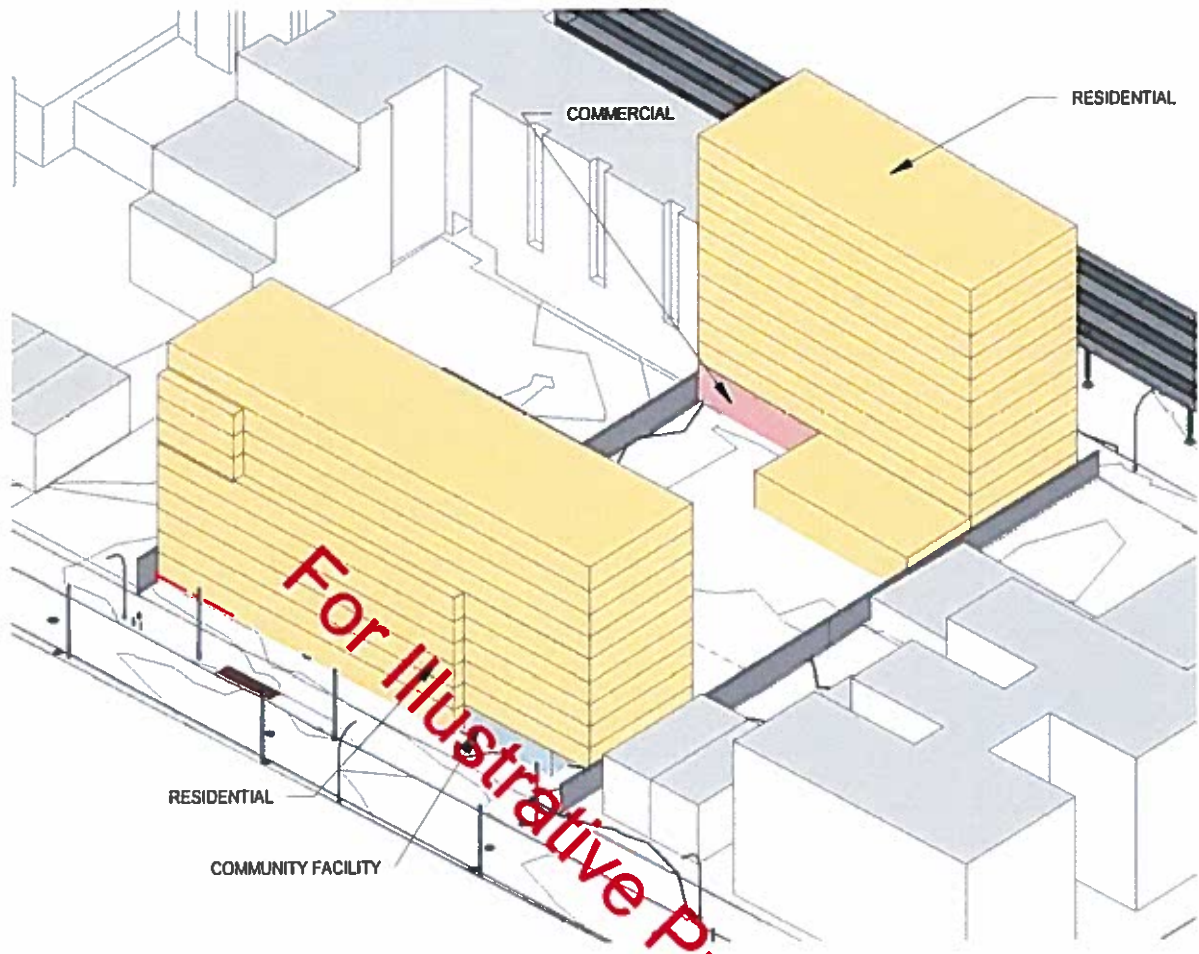 COMMERCIAL
RESIDENTIAL
RESIDENTIAL
COMMUNITY FACILITY
For Illustrative